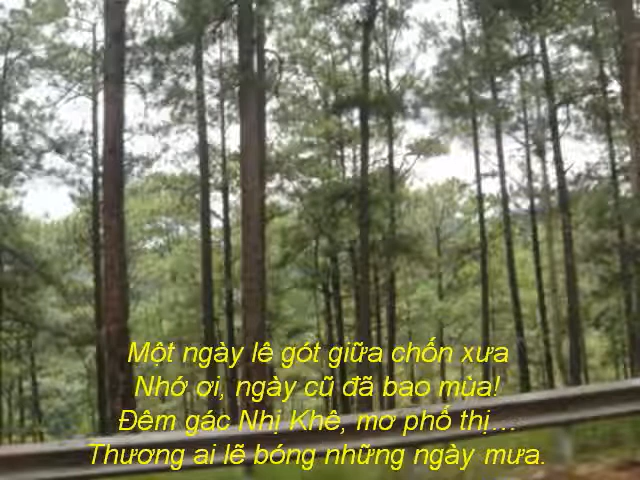 Một ngày lê gót giữa chốn xưa
Nhớ ơi, ngày cũ đã bao mùa!
Đêm gác Nhị Khê, mơ phố thị...
Thương ai lẽ bóng những ngày mưa.